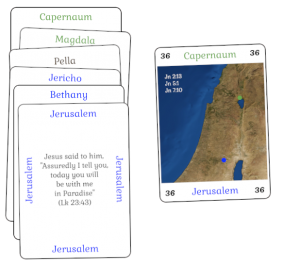 Capernaum
Magdala
Pella
Jericho
Bethany
Jerusalem
Jerusalem
Jesus said to him,
"Assuredly I tell you,
today you will
be with me
in Paradise"
(Lk 23:43)
Jerusalem
Jerusalem
36 Capernaum 36
Jn 2:13
Jn 5:1
Jn 7:10
36 Jerusalem 36